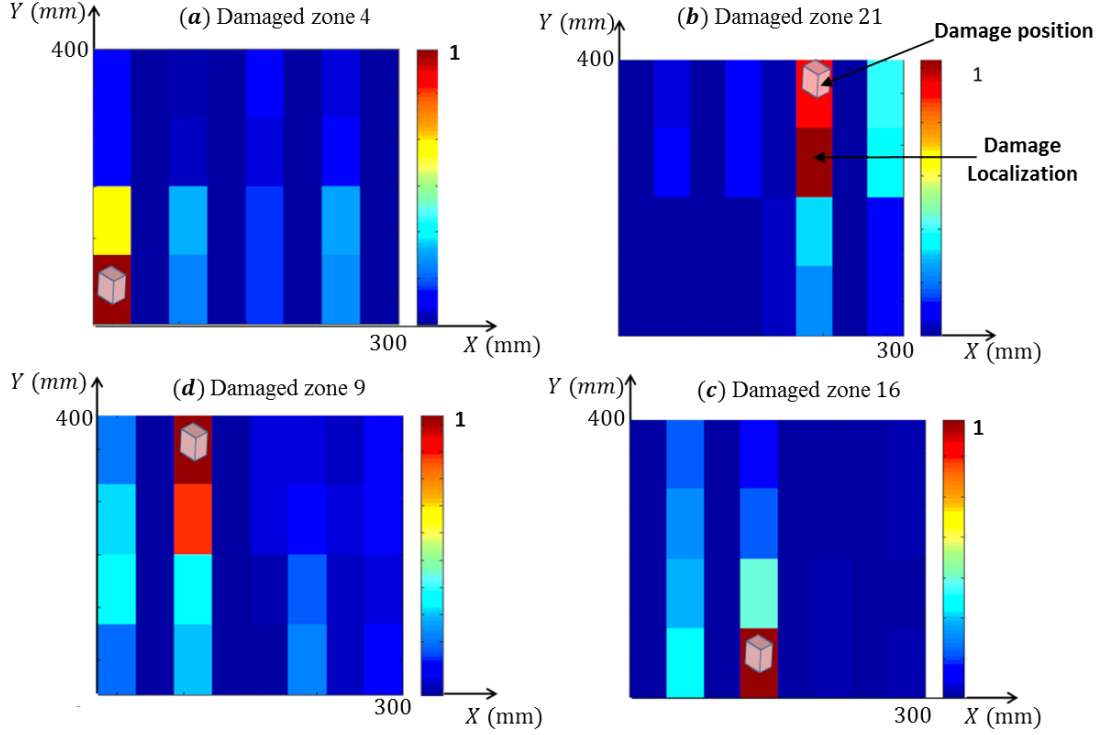 Y (mm)
(a) Damaged zone 4
400
1
300
X (mm)
Y (mm)
(b) Damaged zone 21
400
1
Damage position
Damage
Localization
300
X (mm)
Y (mm)
(d) Damaged zone 9
400
1
300
X (mm)
Y (mm)
(c) Damaged zone 16
400
1
300
X (mm)